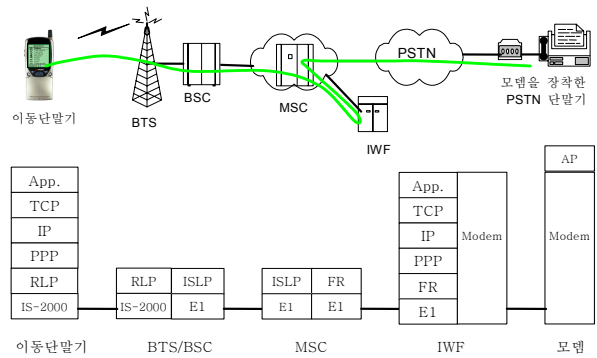 PSTN
BSC
MSC
모뎀을 장착한
PSTN 단말기
이동단말기
BTS
IWF
AP
App.
TCP
IP
PPP
RLP
IS-2000
RLP
ISLP
IS-2000
E1
ISLP
FR
E1
E1
App.
TCP
IP
PPP
FR
E1
Modem
Modem
이동단말기
BTS/BSC
MSC
IWF
모뎀